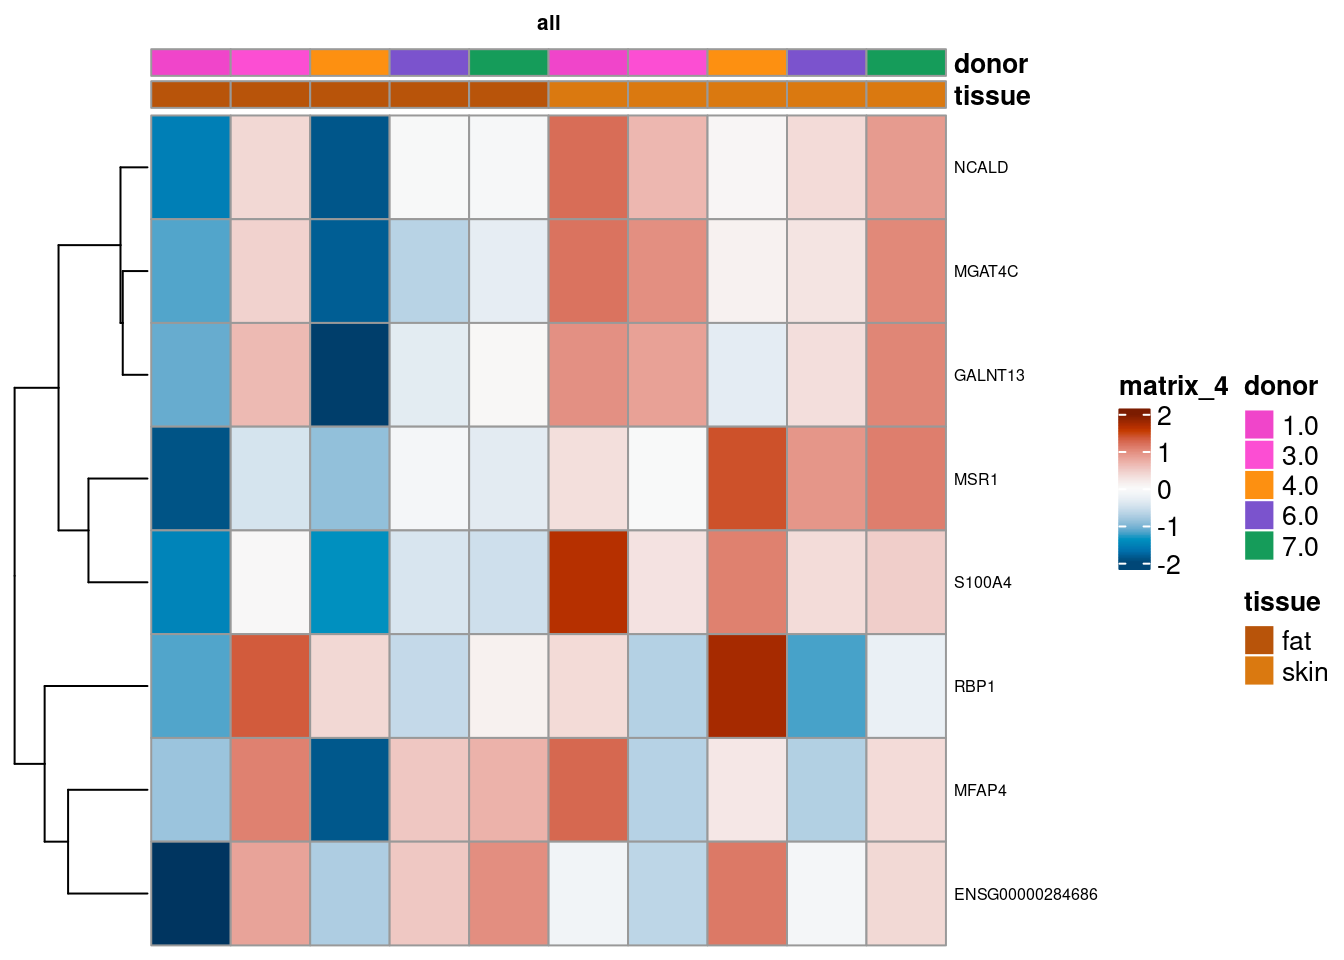 all
donor
tissue
NCALD
MGAT4C
GALNT13
MSR1
S100A4
RBP1
MFAP4
ENSG00000284686
matrix_4
2
1
0
-1
-2
donor
1.0
3.0
4.0
6.0
7.0
tissue
fat
skin